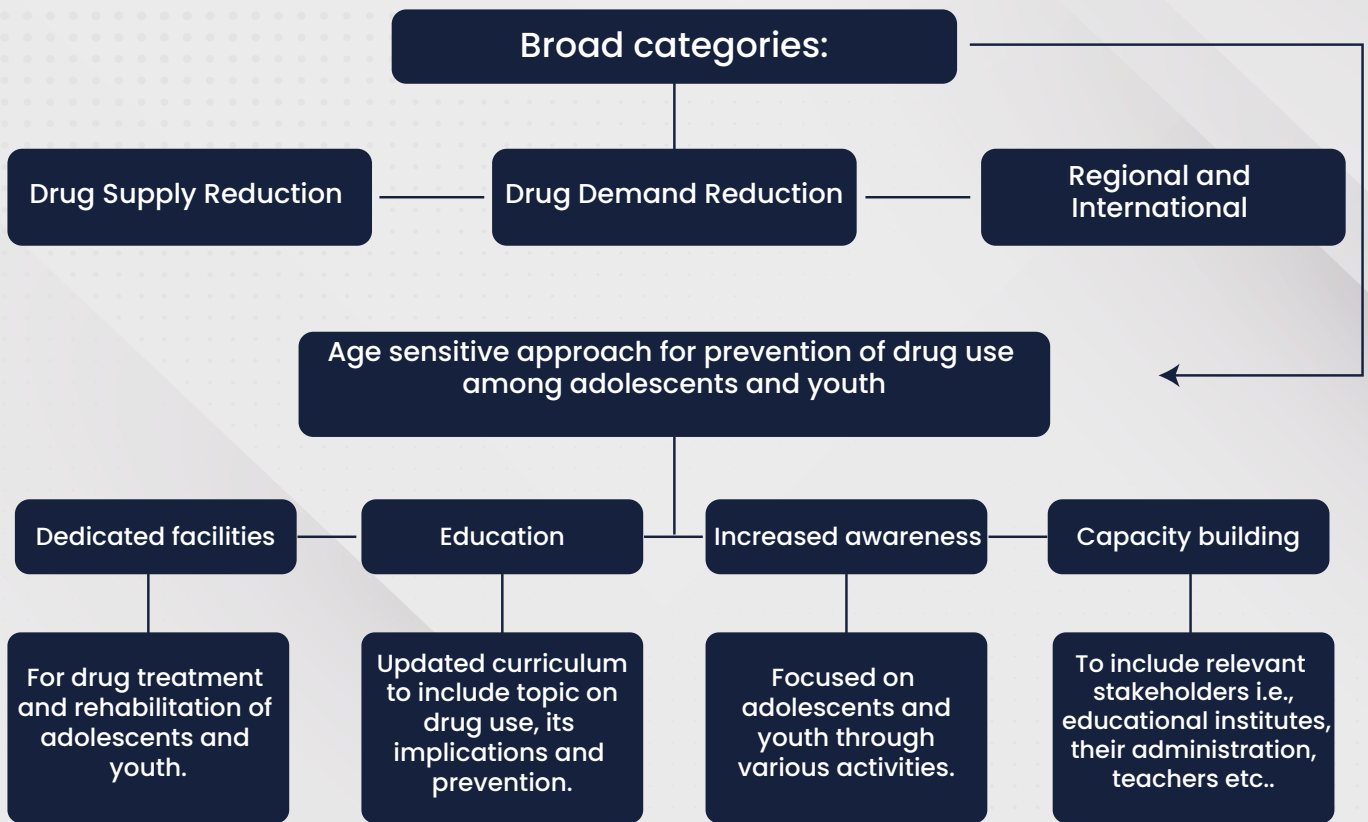 Broad categories:
Drug Supply Reduction
Drug Demand Reduction
Regional and
International
Age sensitive approach for prevention of drug use
among adolescents and youth
Dedicated facilities
Education
Increased awareness
Capacity building
For drug treatment
and rehabilitation of
adolescents and
youth.
Updated curriculum
to include topic on
drug use, its
implications and
prevention.
Focused on
adolescents and
youth through
various activities.
To include relevant
stakeholders i.e.,
educational institutes,
their administration,
teachers etc..